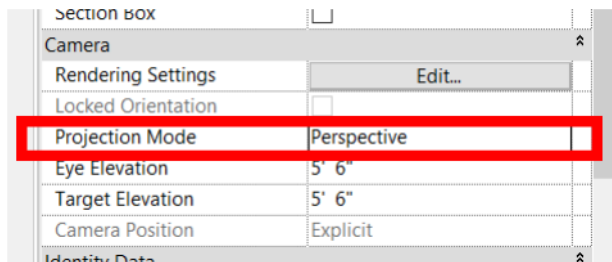 Section Box
Camera
Rendering Settings Edit...
Locked Orientation
Projection Mode Perspective
Eye Elevation 5' 6"
Target Elevation 5' 6"
Camera Position Explicit
Identity Data